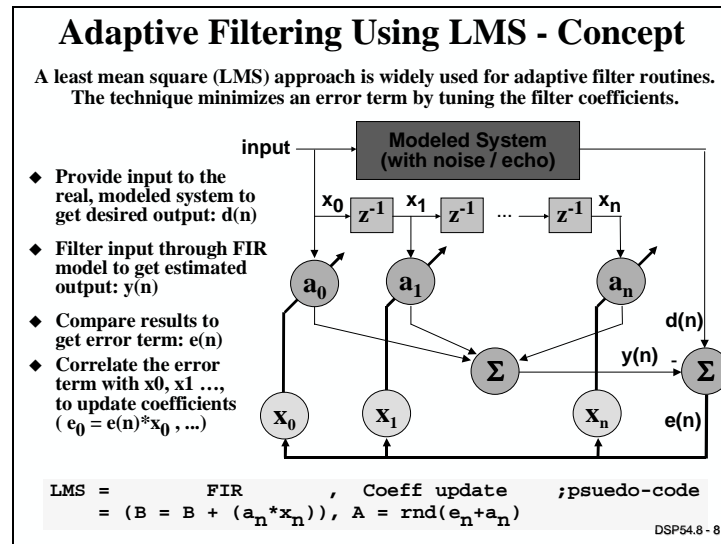 Adaptive Filtering Using LMS - Concept
A least mean square (LMS) approach is widely used for adaptive filter routines.
The technique minimizes an error term by tuning the filter coefficients.
◆ Provide input to the
real, modeled system to
get desired output: d(n)
◆ Filter input through FIR
model to get estimated
output: y(n)
◆ Compare results to
get error term: e(n)
◆ Correlate the error
term with x0, x1 …,
to update coefficients
( e₀ = e(n)*x₀ , ...)
input
Modeled System
(with noise / echo)
x₀ z⁻¹ x₁ z⁻¹ ... z⁻¹ xₙ
a₀ a₁ aₙ
d(n)
Σ y(n) - Σ
x₀ x₁ xₙ e(n)
LMS = FIR , Coeff update ;psuedo-code
= (B = B + (aₙ*xₙ)), A = rnd(eₙ+aₙ)
DSP54.8 - 8